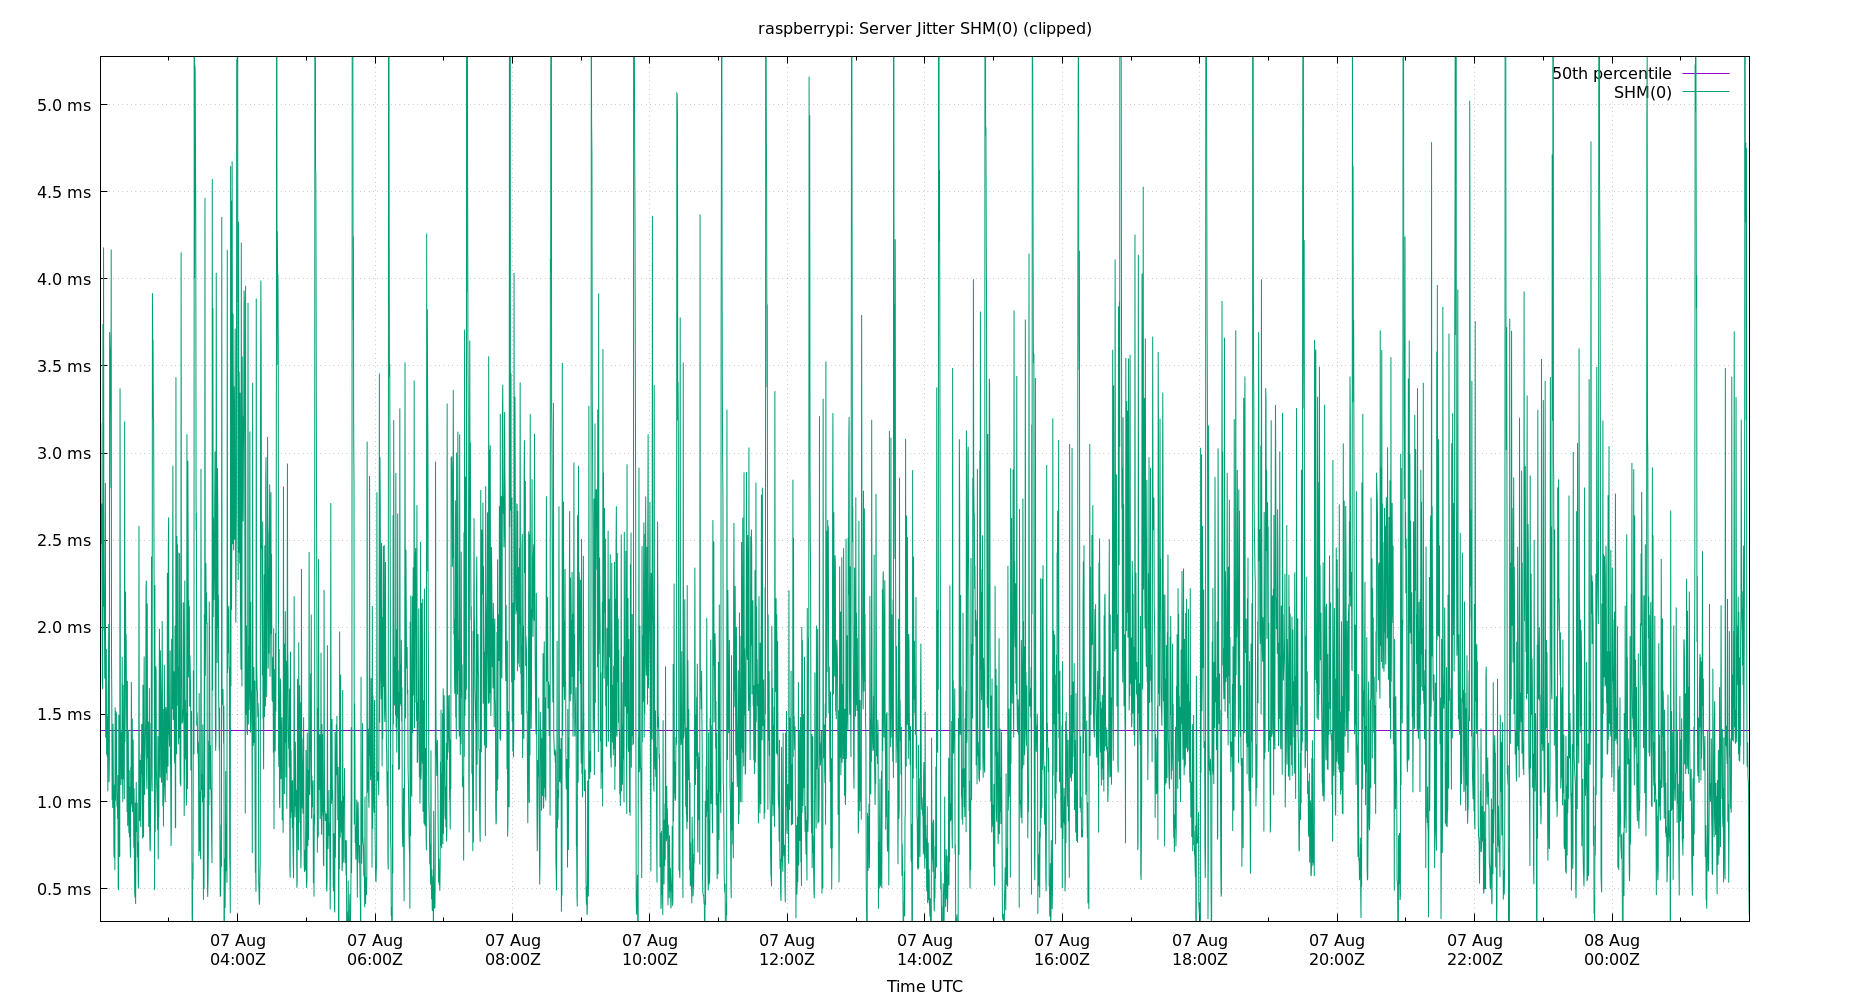 raspberrypi: Server Jitter SHM(0) (clipped)
50th percentile
SHM(0)
5.0 ms
4.5 ms
4.0 ms
3.5 ms
3.0 ms
2.5 ms
2.0 ms
1.5 ms
1.0 ms
0.5 ms
07 Aug 07 Aug 07 Aug 07 Aug 07 Aug 07 Aug 07 Aug 07 Aug 07 Aug 07 Aug 08 Aug
04:00Z 06:00Z 08:00Z 10:00Z 12:00Z 14:00Z 16:00Z 18:00Z 20:00Z 22:00Z 00:00Z
Time UTC